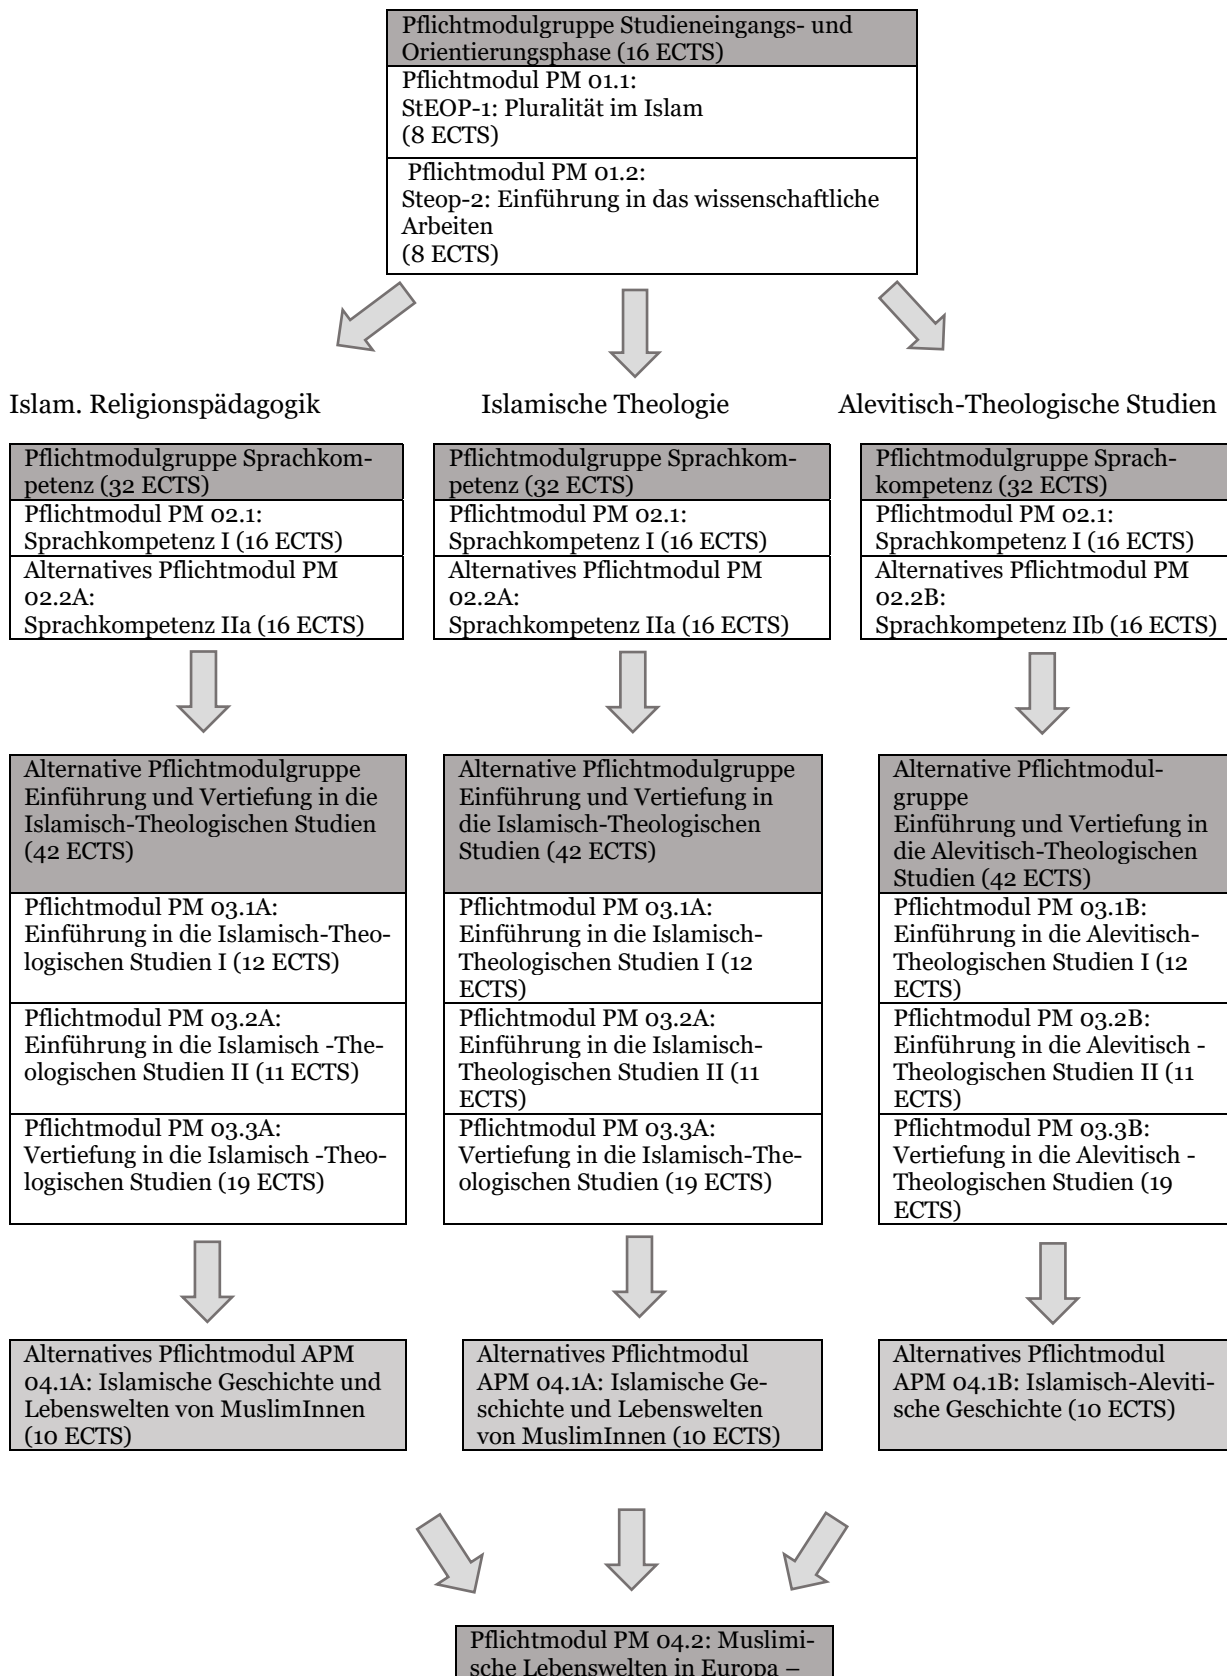 Pflichtmodulgruppe Studieneingangs- und
Orientierungsphase (16 ECTS)
Pflichtmodul PM 01.1:
StEOP-1: Pluralität im Islam
(8 ECTS)
Pflichtmodul PM 01.2:
Steop-2: Einführung in das wissenschaftliche
Arbeiten
(8 ECTS)
Islam. Religionspädagogik
Islamische Theologie
Alevitisch-Theologische Studien
Pflichtmodulgruppe Sprachkom-
petenz (32 ECTS)
Pflichtmodul PM 02.1:
Sprachkompetenz I (16 ECTS)
Alternatives Pflichtmodul PM
02.2A:
Sprachkompetenz IIa (16 ECTS)
Pflichtmodulgruppe Sprachkom-
petenz (32 ECTS)
Pflichtmodul PM 02.1:
Sprachkompetenz I (16 ECTS)
Alternatives Pflichtmodul PM
02.2A:
Sprachkompetenz IIa (16 ECTS)
Pflichtmodulgruppe Sprach-
kompetenz (32 ECTS)
Pflichtmodul PM 02.1:
Sprachkompetenz I (16 ECTS)
Alternatives Pflichtmodul PM
02.2B:
Sprachkompetenz IIb (16 ECTS)
Alternative Pflichtmodulgruppe
Einführung und Vertiefung in die
Islamisch-Theologischen Studien
(42 ECTS)
Pflichtmodul PM 03.1A:
Einführung in die Islamisch-Theo-
logischen Studien I (12 ECTS)
Pflichtmodul PM 03.2A:
Einführung in die Islamisch -The-
ologischen Studien II (11 ECTS)
Pflichtmodul PM 03.3A:
Vertiefung in die Islamisch -Theo-
logischen Studien (19 ECTS)
Alternative Pflichtmodulgruppe
Einführung und Vertiefung in
die Islamisch-Theologischen
Studien (42 ECTS)
Pflichtmodul PM 03.1A:
Einführung in die Islamisch-
Theologischen Studien I (12
ECTS)
Pflichtmodul PM 03.2A:
Einführung in die Islamisch-
Theologischen Studien II (11
ECTS)
Pflichtmodul PM 03.3A:
Vertiefung in die Islamisch-The-
ologischen Studien (19 ECTS)
Alternative Pflichtmodul-
gruppe
Einführung und Vertiefung in
die Alevitisch-Theologischen
Studien (42 ECTS)
Pflichtmodul PM 03.1B:
Einführung in die Alevitisch-
Theologischen Studien I (12
ECTS)
Pflichtmodul PM 03.2B:
Einführung in die Alevitisch -
Theologischen Studien II (11
ECTS)
Pflichtmodul PM 03.3B:
Vertiefung in die Alevitisch -
Theologischen Studien (19
ECTS)
Alternatives Pflichtmodul APM
04.1A: Islamische Geschichte und
Lebenswelten von MuslimInnen
(10 ECTS)
Alternatives Pflichtmodul
APM 04.1A: Islamische Ge-
schichte und Lebenswelten
von MuslimInnen (10 ECTS)
Alternatives Pflichtmodul
APM 04.1B: Islamisch-Aleviti-
sche Geschichte (10 ECTS)
Pflichtmodul PM 04.2: Muslimi-
sche Lebenswelten in Europa –